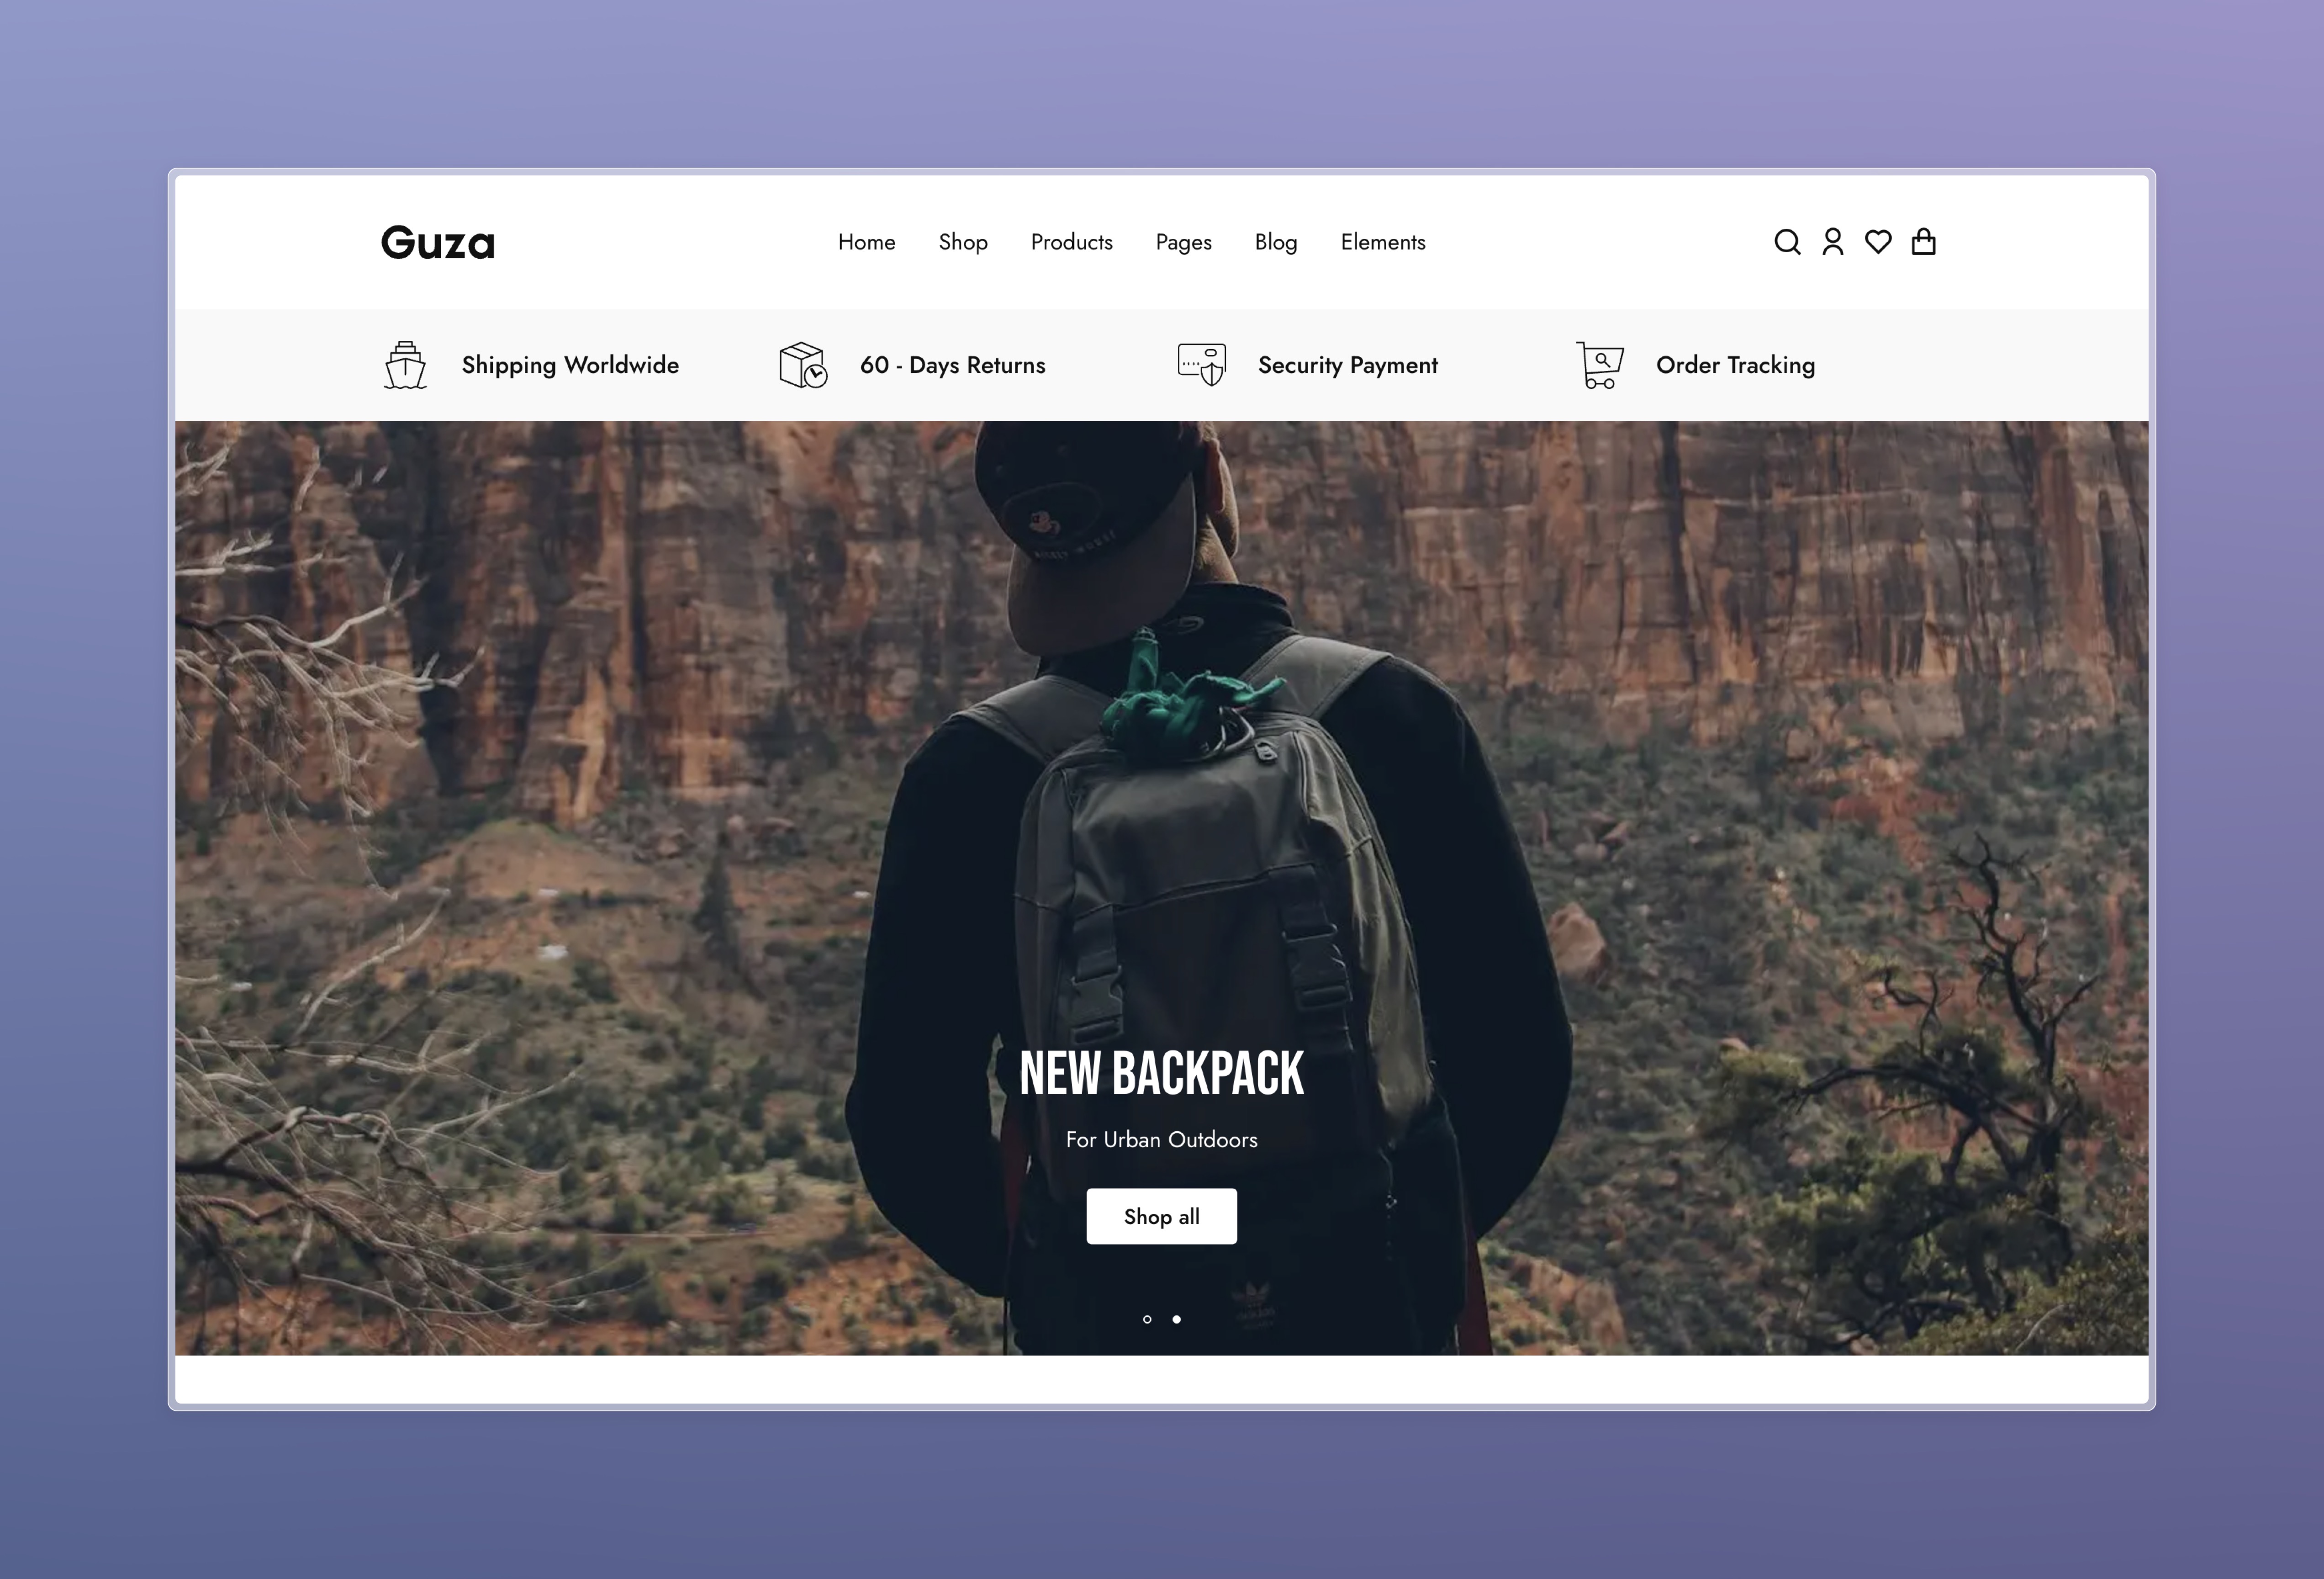 Guza
Home Shop Products Pages Blog Elements
Shipping Worldwide 60 - Days Returns Security Payment Order Tracking
NEW BACKPACK
For Urban Outdoors
Shop all